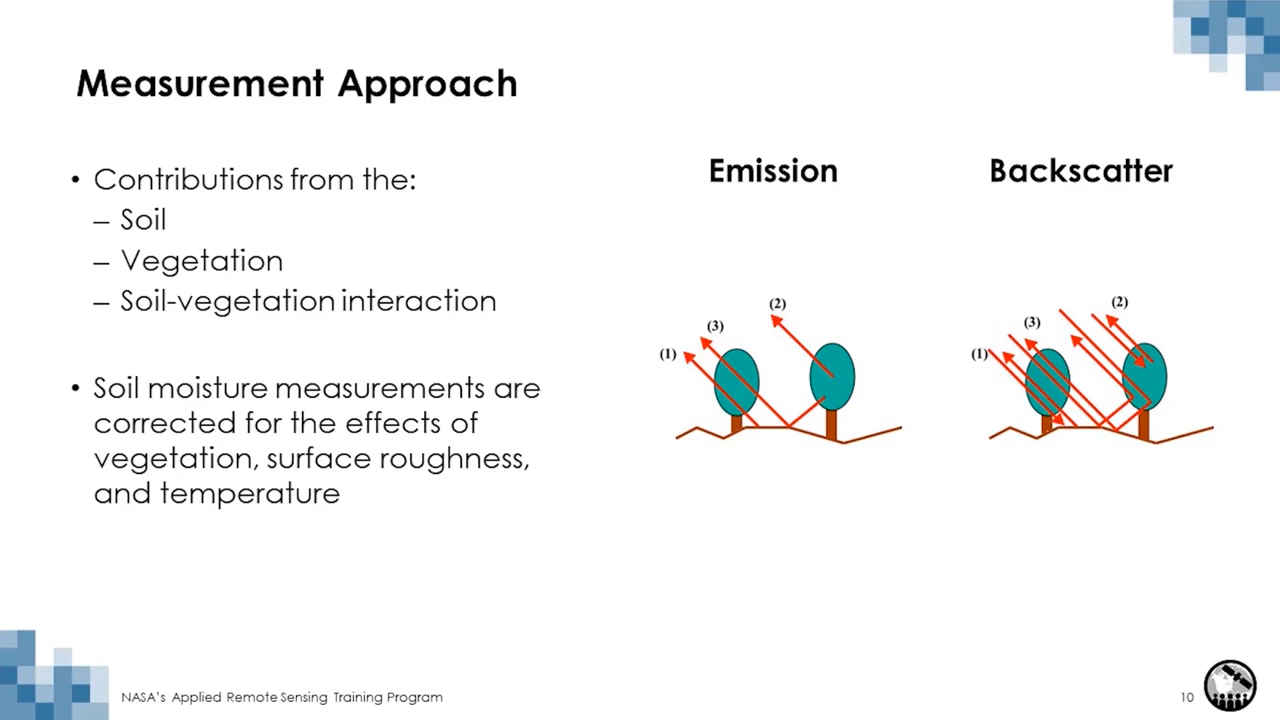 Measurement Approach
• Contributions from the:
– Soil
– Vegetation
– Soil-vegetation interaction
• Soil moisture measurements are
corrected for the effects of
vegetation, surface roughness,
and temperature
Emission
(1)
(3)
(2)
Backscatter
(1)
(3)
(2)
NASA's Applied Remote Sensing Training Program
10